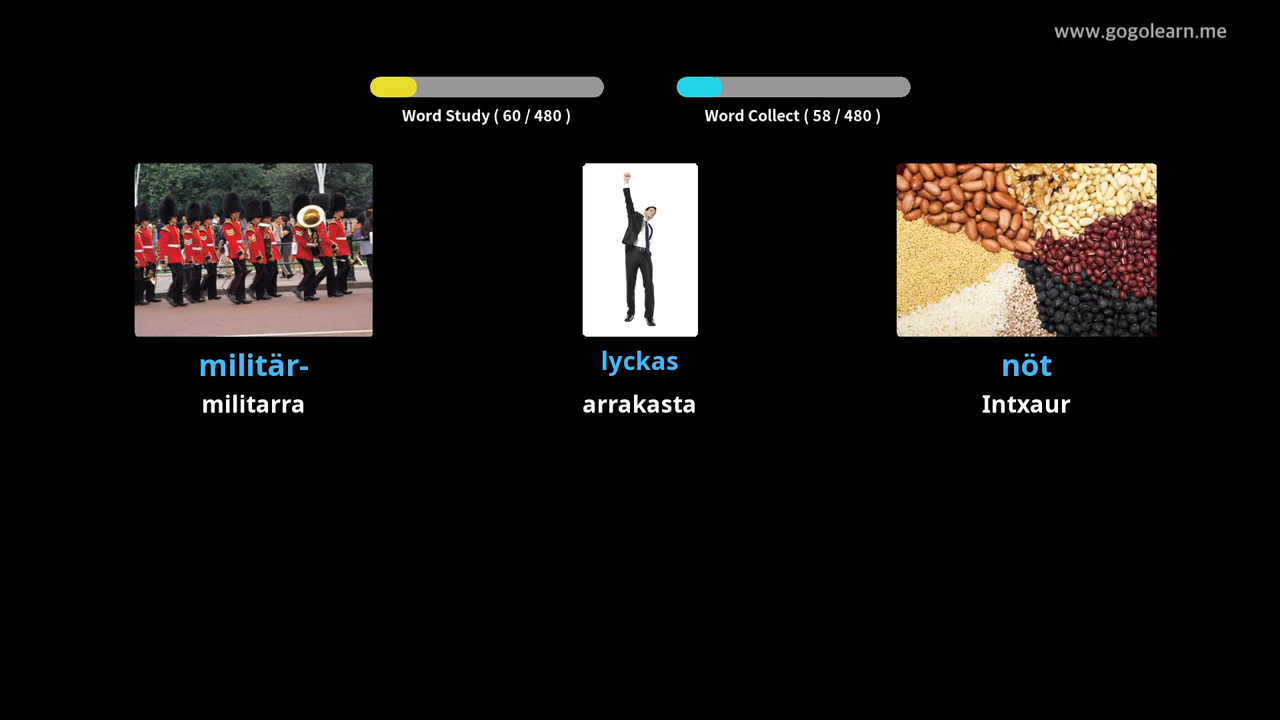 www.gogolearn.me
Word Study ( 60 / 480 )
Word Collect ( 58 / 480 )
militär-
militarra
lyckas
arrakasta
nöt
Intxaur